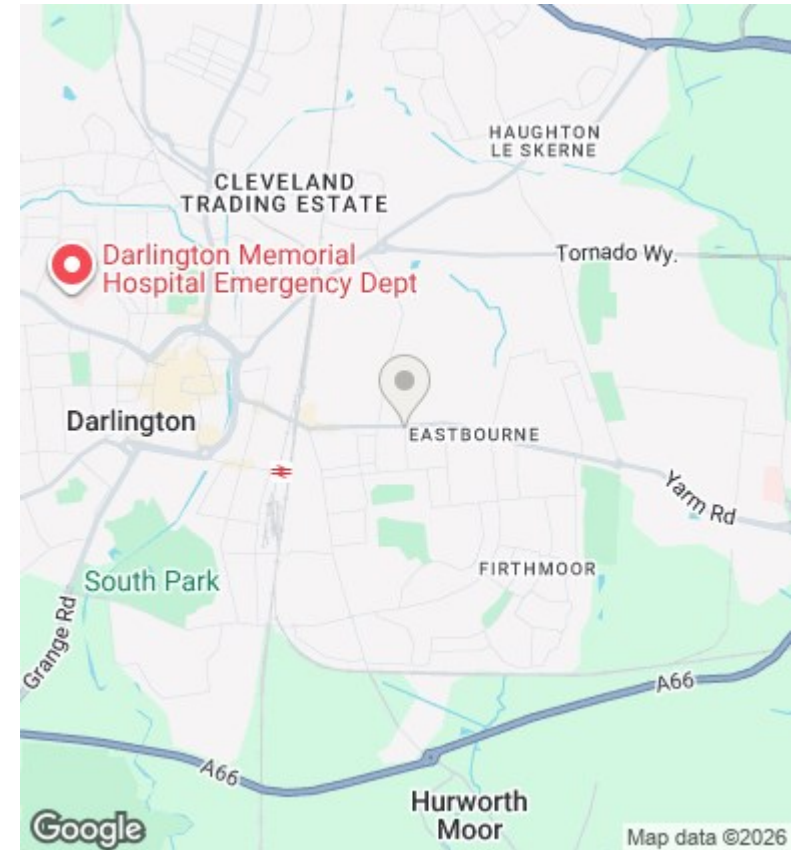 HAUGHTON
LE SKERNE
CLEVELAND
TRADING ESTATE
Darlington Memorial
Hospital Emergency Dept
Tornado Wy.
Darlington
EASTBOURNE
Yarm Rd
FIRTHMOOR
South Park
Grange Rd
A66
A66
Hurworth
Moor
Google
Map data ©2026